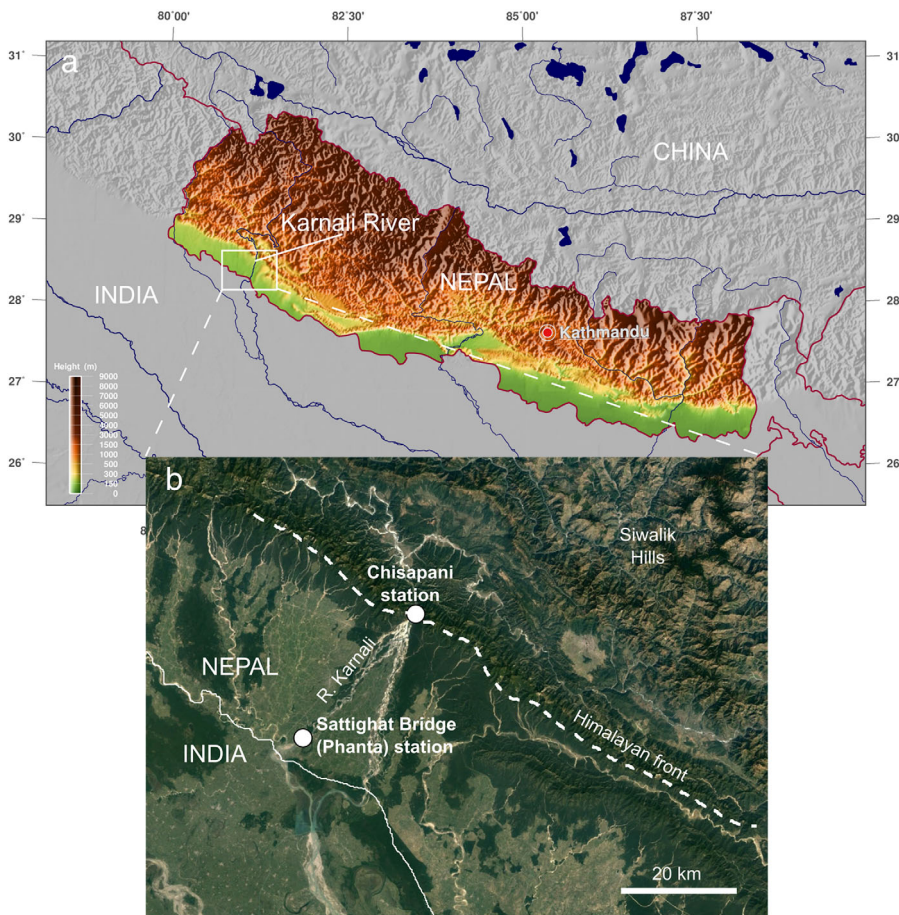 80°00' 82°30' 85°00' 87°30'
a
31° 31°
30° 30°
CHINA
29° 29°
Karnali River
NEPAL
INDIA
28° 28°
Kathmandu
Height (m)
27° 27°
9000
8000
7000
6000
5000
4000
3000
1500
1000
500
300
150
0
26° 26°
b
8
Siwalik
Hills
Chisapani
station
R. Karnali
NEPAL
Sattighat Bridge
(Phanta) station
INDIA
Himalayan front
20 km